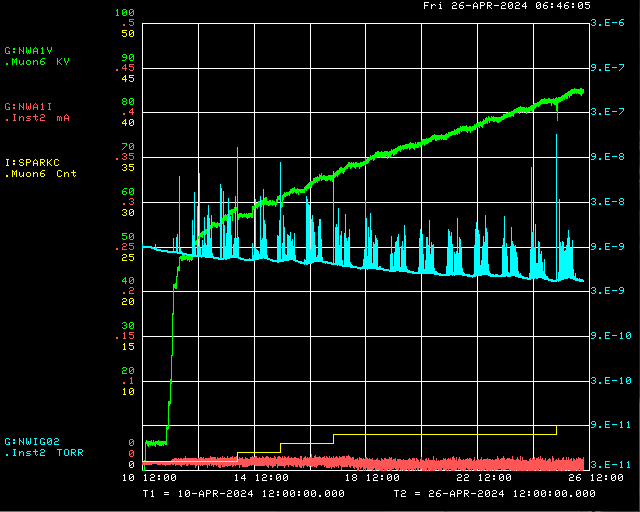 Fri 26-APR-2024 06:46:05
100
.5
50
3.E-6
G:NWA1V
.Muon6 KV
90
.45
45
9.E-7
G:NWA1I
.Inst2 mA
80
.4
40
3.E-7
I:SPARKC
.Muon6 Cnt
70
.35
35
9.E-8
60
.3
30
3.E-8
50
.25
25
9.E-9
40
.2
20
3.E-9
30
.15
15
9.E-10
20
.1
10
3.E-10
9.E-11
G:NWIG02
.Inst2 TORR
0
0
0
3.E-11
10 12:00 14 12:00 18 12:00 22 12:00 26 12:00
T1 = 10-APR-2024 12:00:00.000 T2 = 26-APR-2024 12:00:00.000